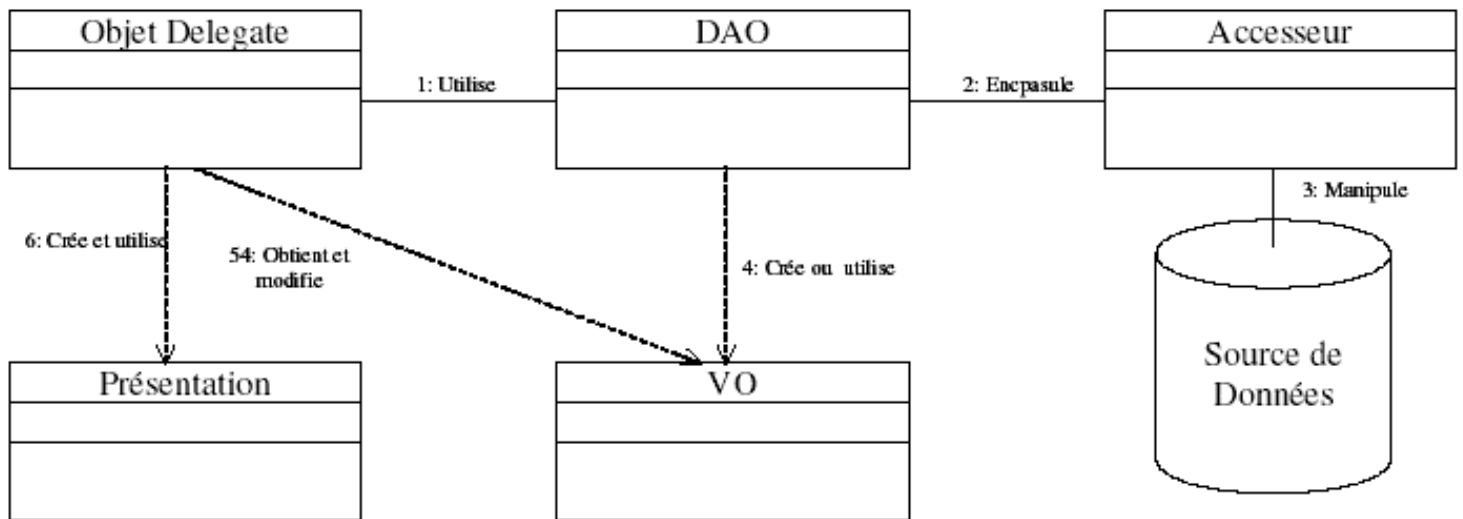 Objet Delegate
DAO
Accesseur
1: Utilise
2: Encpasule
3: Manipule
6: Crée et utilise
54: Obtient et
modifie
4: Crée ou utilise
Présentation
VO
Source de
Données